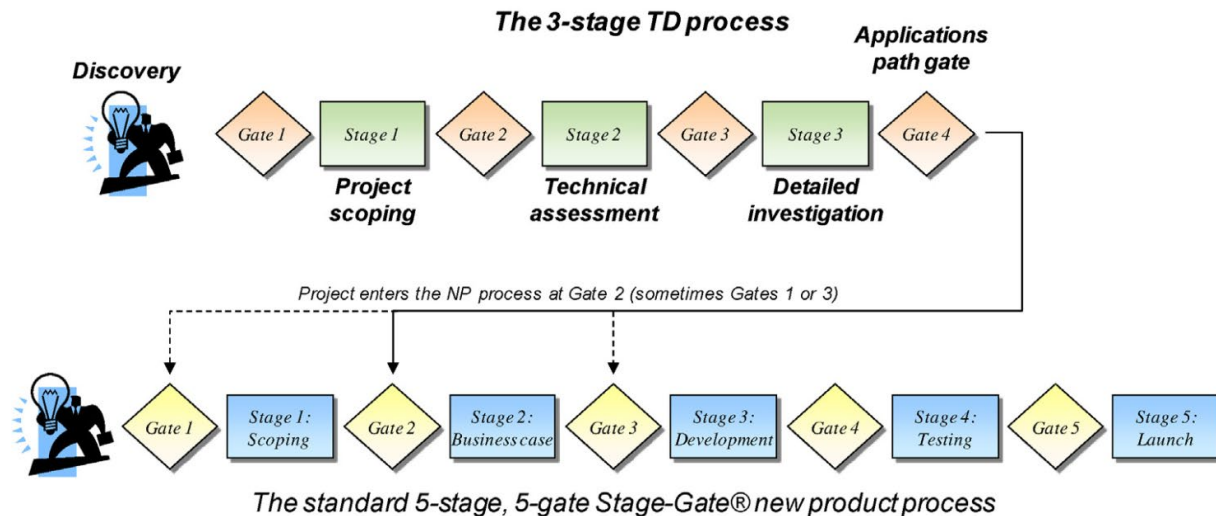 The 3-stage TD process
Applications
path gate
Discovery
Gate 1
Stage 1
Gate 2
Stage 2
Gate 3
Stage 3
Gate 4
Project
scoping
Technical
assessment
Detailed
investigation
Project enters the NP process at Gate 2 (sometimes Gates 1 or 3)
Gate 1
Stage 1:
Scoping
Gate 2
Stage 2:
Business case
Gate 3
Stage 3:
Development
Gate 4
Stage 4:
Testing
Gate 5
Stage 5:
Launch
The standard 5-stage, 5-gate Stage-Gate® new product process